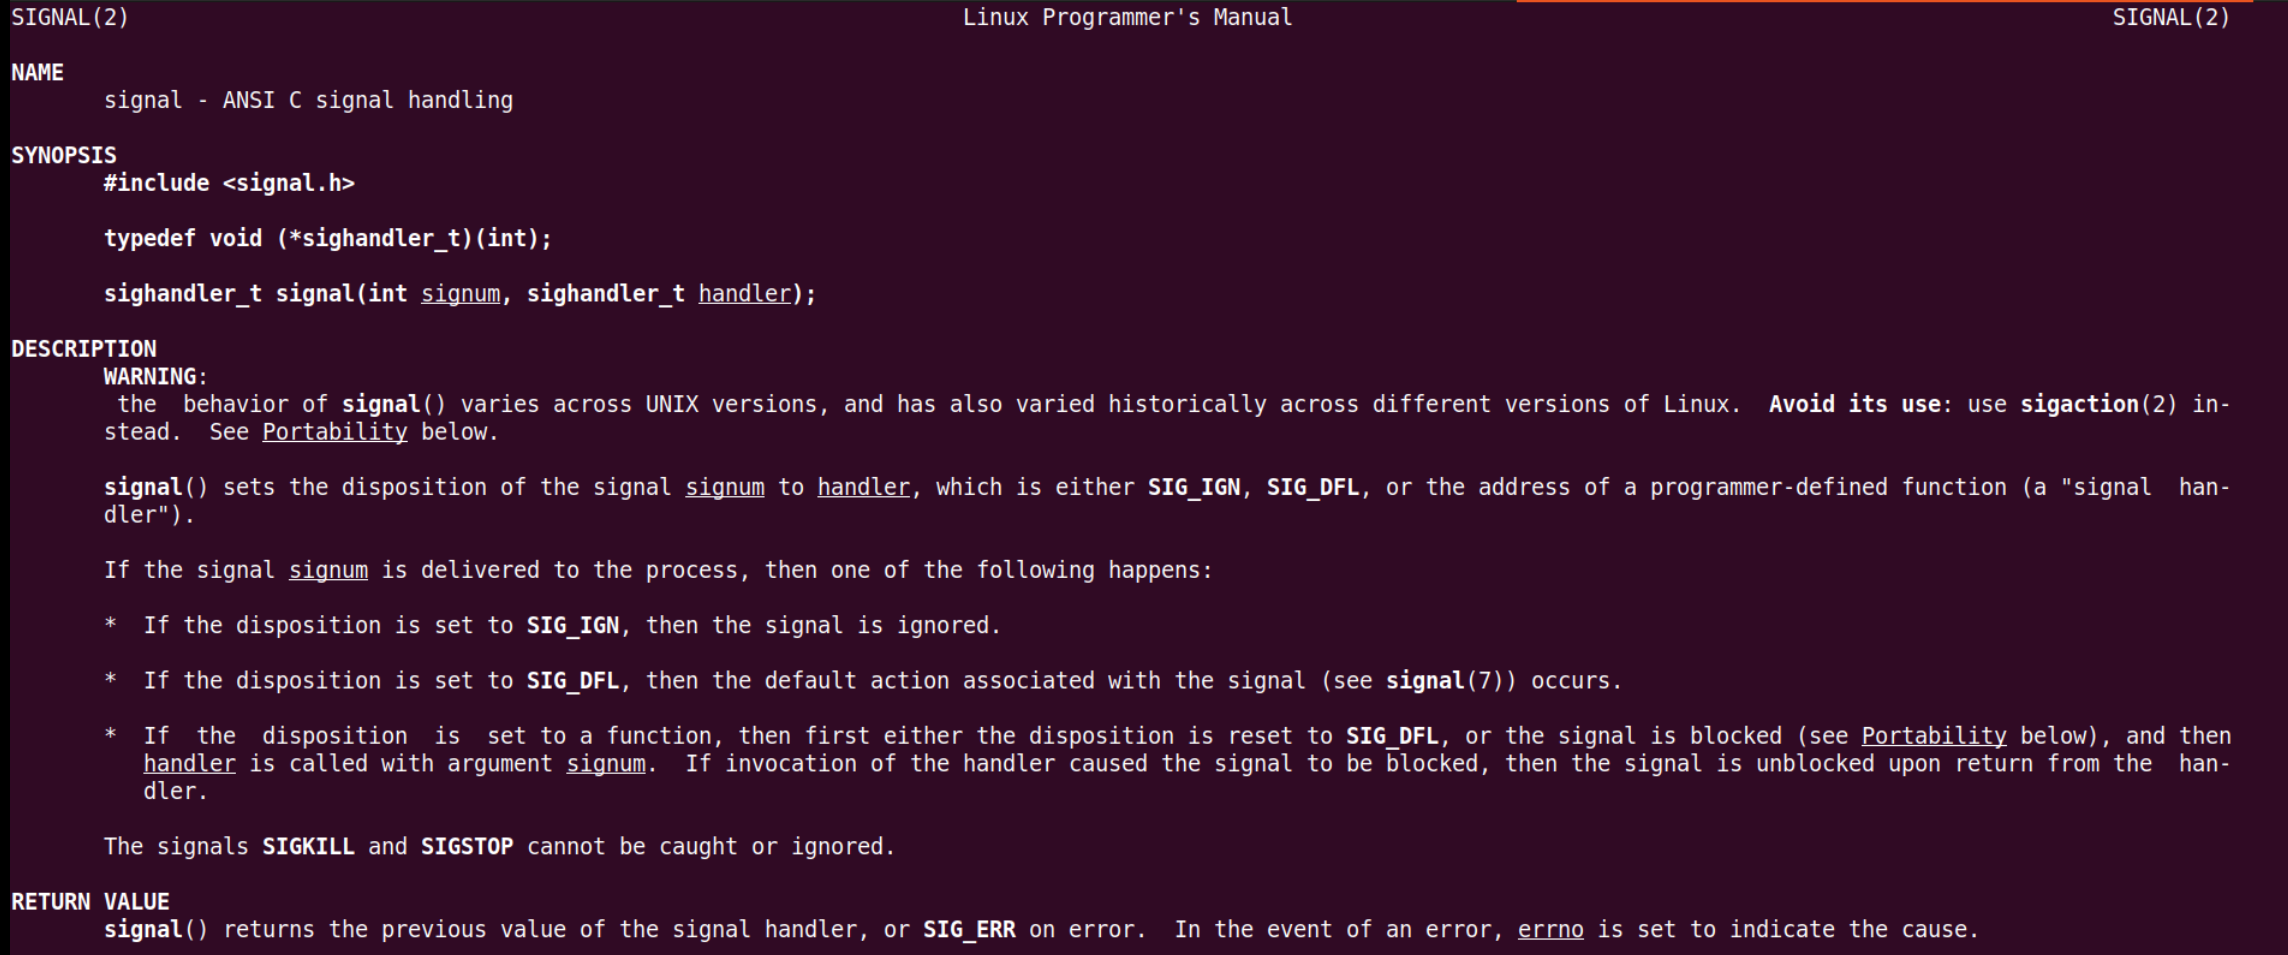 SIGNAL(2) Linux Programmer's Manual SIGNAL(2)
NAME
signal - ANSI C signal handling
SYNOPSIS
#include <signal.h>
typedef void (*sighandler_t)(int);
sighandler_t signal(int signum, sighandler_t handler);
DESCRIPTION
WARNING:
the  behavior of signal() varies across UNIX versions, and has also varied historically across different versions of Linux.  Avoid its use: use sigaction(2) in-
stead.  See Portability below.
signal() sets the disposition of the signal signum to handler, which is either SIG_IGN, SIG_DFL, or the address of a programmer-defined function (a "signal  han-
dler").
If the signal signum is delivered to the process, then one of the following happens:
*  If the disposition is set to SIG_IGN, then the signal is ignored.
*  If the disposition is set to SIG_DFL, then the default action associated with the signal (see signal(7)) occurs.
*  If  the  disposition  is  set to a function, then first either the disposition is reset to SIG_DFL, or the signal is blocked (see Portability below), and then
handler is called with argument signum.  If invocation of the handler caused the signal to be blocked, then the signal is unblocked upon return from the  han-
dler.
The signals SIGKILL and SIGSTOP cannot be caught or ignored.
RETURN VALUE
signal() returns the previous value of the signal handler, or SIG_ERR on error.  In the event of an error, errno is set to indicate the cause.